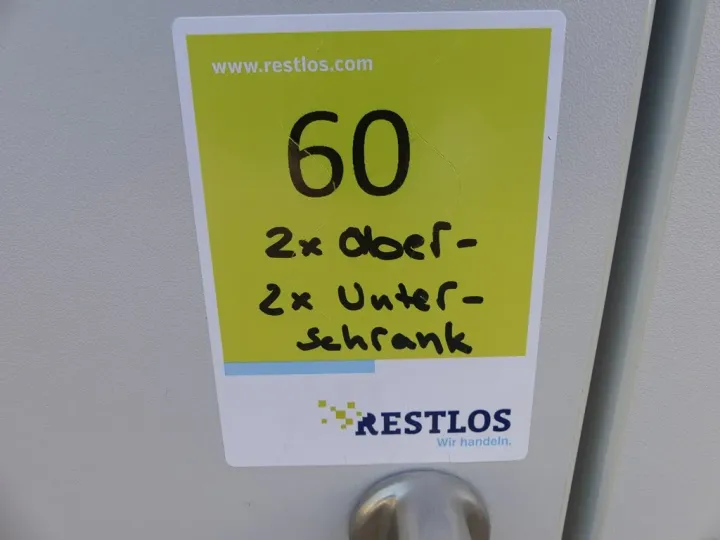 www.restlos.com
60
2x Ober-
2x Unter-
schrank
RESTLOS
Wir handeln.